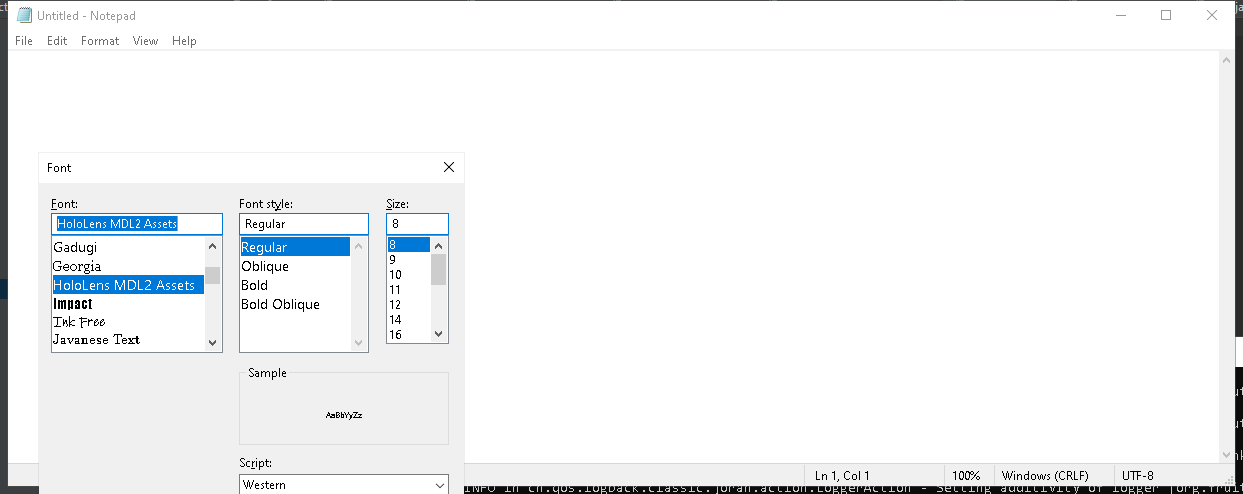 Untitled - Notepad
File Edit Format View Help
Font
Font: Font style: Size:
HoloLens MDL2 Assets Regular 8
Gadugi Regular 8
Georgia Oblique 9
HoloLens MDL2 Assets Bold 10
Impact Bold Oblique 11
Ink Free 12
Javanese Text 14
16
Sample
AaBbYyZz
Script:
Western
Ln 1, Col 1 100% Windows (CRLF) UTF-8
INFO in ch.qos.logback.classic.joran.action.LoggerAction - Setting additivity of logger